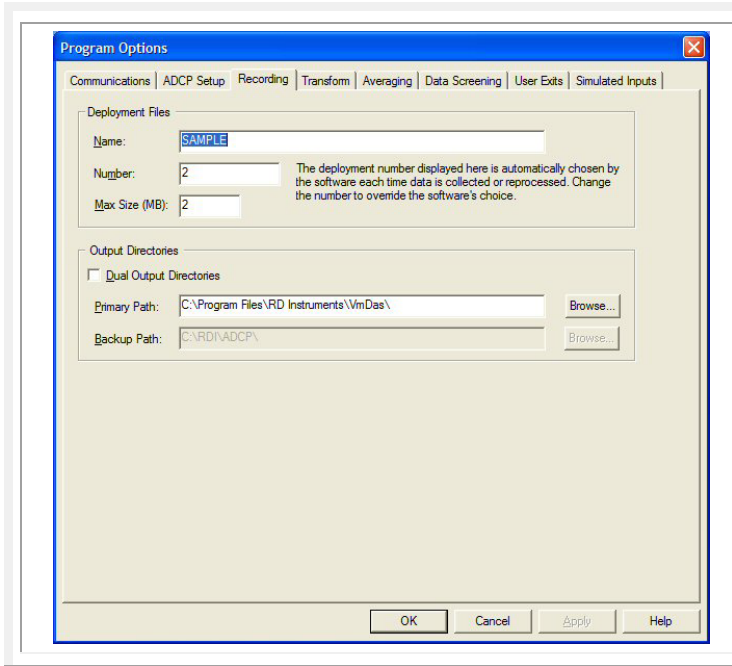 Program Options
Communications ADCP Setup Recording Transform Averaging Data Screening User Exits Simulated Inputs
Deployment Files
Name: SAMPLE
Number: 2
The deployment number displayed here is automatically chosen by
the software each time data is collected or reprocessed. Change
the number to override the software's choice.
Max Size (MB): 2
Output Directories
Dual Output Directories
Primary Path: C:\Program Files\RD Instruments\VmDas\ Browse...
Backup Path: C:\RDI\ADCP\ Browse...
OK Cancel Apply Help